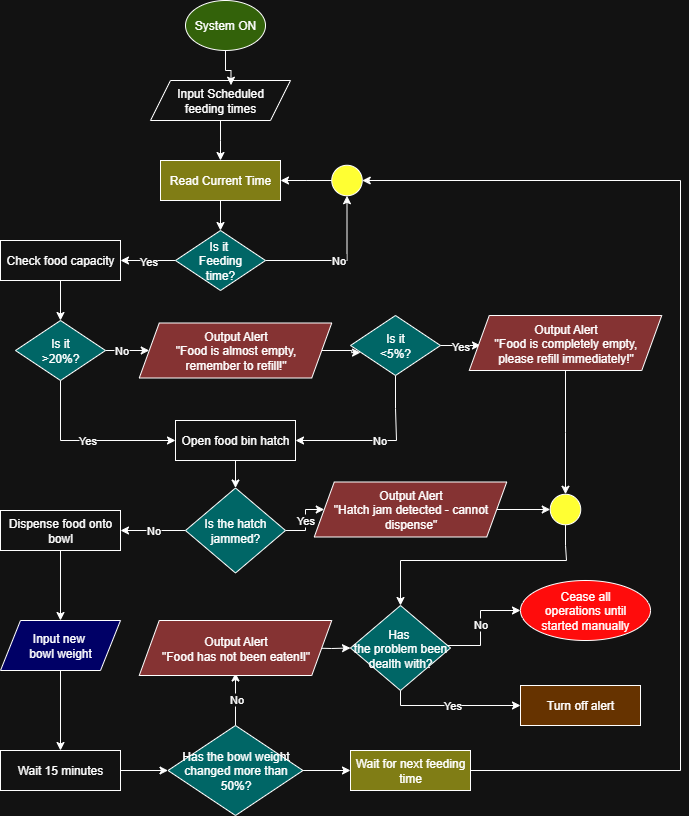 System ON
Input Scheduled
feeding times
Read Current Time
Is it
Feeding
time?
Yes
No
Check food capacity
Is it
>20%?
No
Output Alert
"Food is almost empty,
remember to refill!"
Is it
<5%?
Yes
Output Alert
"Food is completely empty,
please refill immediately!"
Yes
Open food bin hatch
No
Dispense food onto
bowl
No
Is the hatch
jammed?
Yes
Output Alert
"Hatch jam detected - cannot
dispense"
Input new
bowl weight
Output Alert
"Food has not been eaten!!"
Has
the problem been
dealth with?
No
Cease all
operations until
started manually
Yes
Turn off alert
No
Wait 15 minutes
Has the bowl weight
changed more than
50%?
Wait for next feeding
time